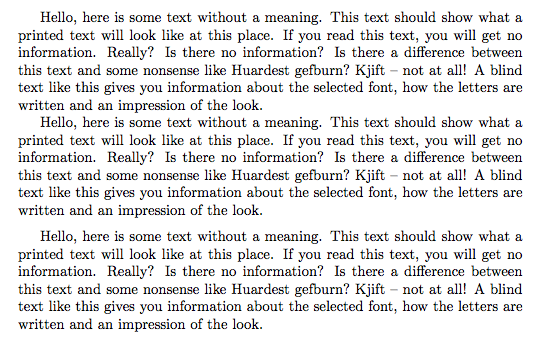 Hello, here is some text without a meaning. This text should show what a
printed text will look like at this place. If you read this text, you will get no
information. Really? Is there no information? Is there a difference between
this text and some nonsense like Huardest gefburn? Kjift – not at all! A blind
text like this gives you information about the selected font, how the letters are
written and an impression of the look.
Hello, here is some text without a meaning. This text should show what a
printed text will look like at this place. If you read this text, you will get no
information. Really? Is there no information? Is there a difference between
this text and some nonsense like Huardest gefburn? Kjift – not at all! A blind
text like this gives you information about the selected font, how the letters are
written and an impression of the look.
Hello, here is some text without a meaning. This text should show what a
printed text will look like at this place. If you read this text, you will get no
information. Really? Is there no information? Is there a difference between
this text and some nonsense like Huardest gefburn? Kjift – not at all! A blind
text like this gives you information about the selected font, how the letters are
written and an impression of the look.